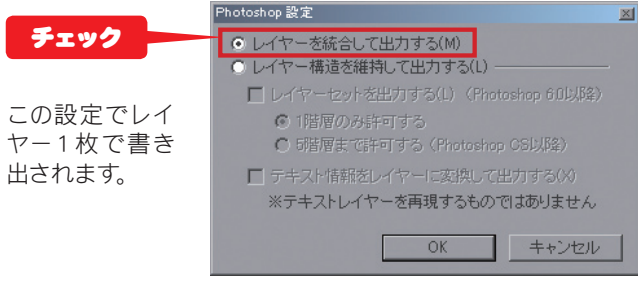 Photoshop 設定
チェック
レイヤーを統合して出力する(M)
レイヤー構造を維持して出力する(L)
レイヤーセットを出力する(L) (Photoshop 6.0以降)
1階層のみ許可する
5階層まで許可する (Photoshop CS以降)
テキスト情報をレイヤーに変換して出力する(X)
※テキストレイヤーを再現するものではありません
OK キャンセル
この設定でレイ
ヤー1枚で書き
出されます。